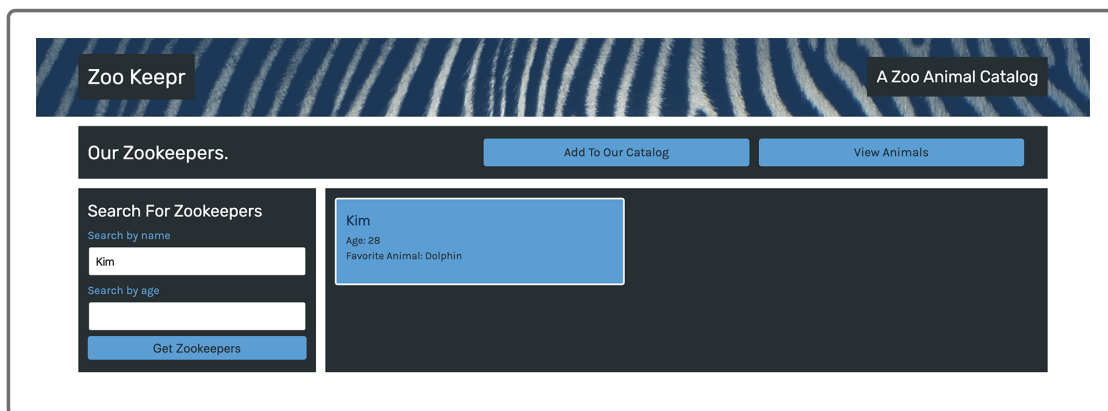 Zoo Keepr
A Zoo Animal Catalog
Our Zookeepers.
Add To Our Catalog
View Animals
Search For Zookeepers
Search by name
Kim
Search by age
Get Zookeepers
Kim
Age: 28
Favorite Animal: Dolphin